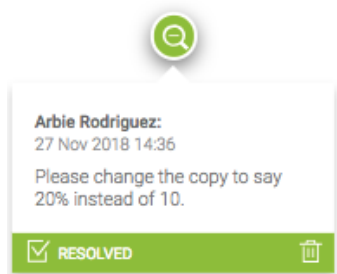 Arbie Rodriguez:
27 Nov 2018 14:36
Please change the copy to say
20% instead of 10.
RESOLVED